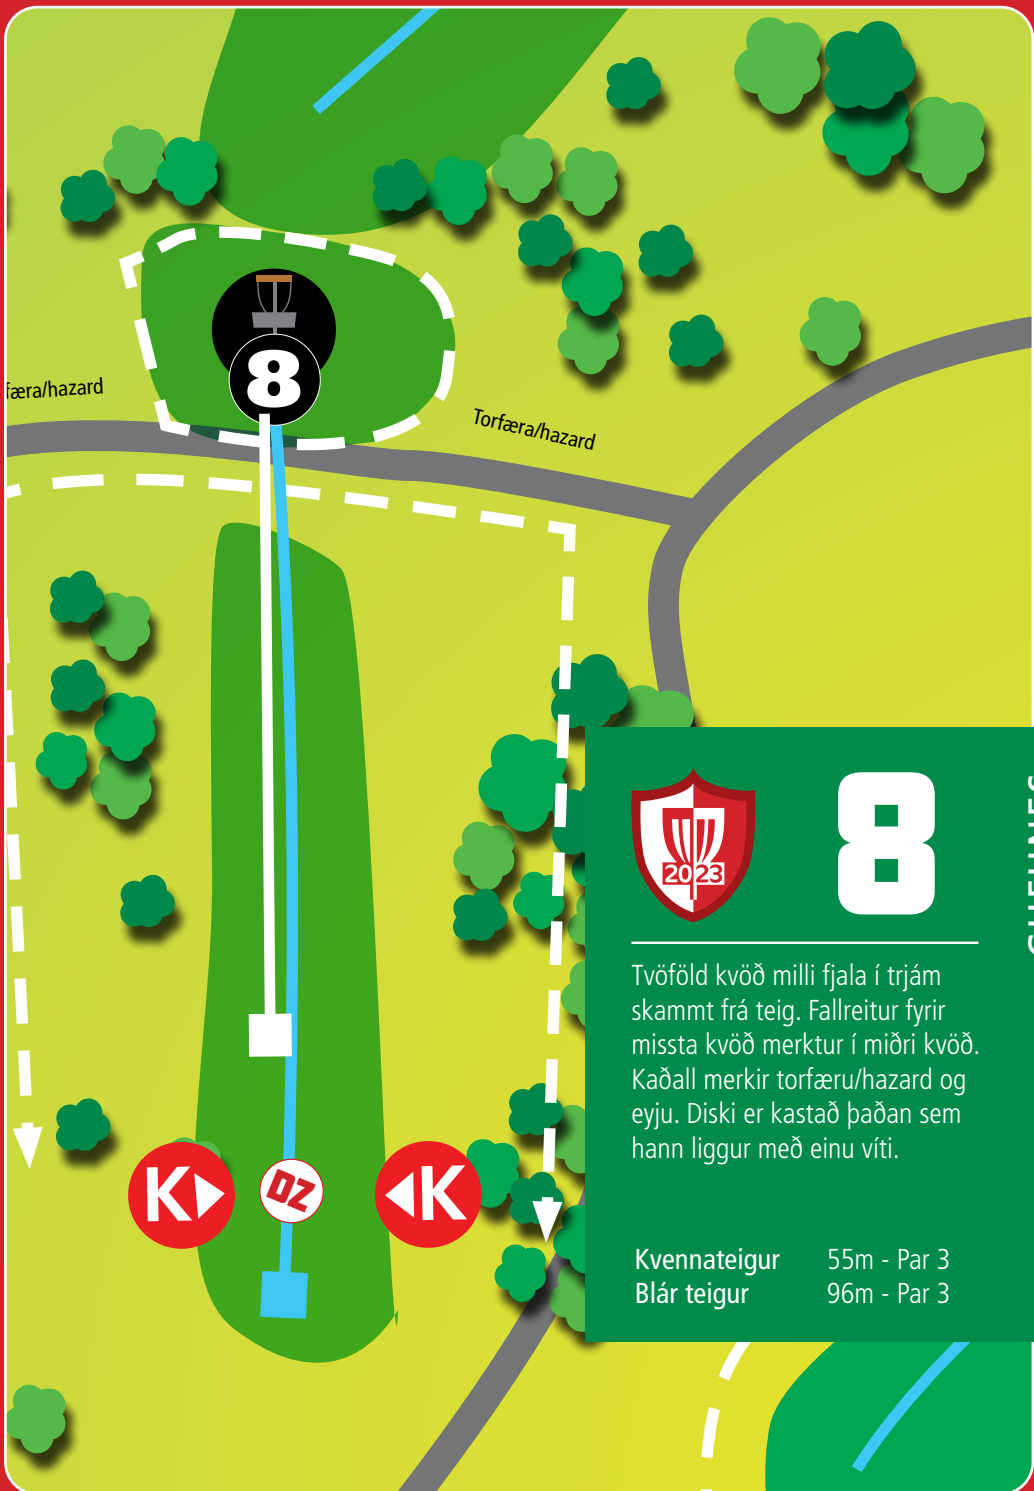 8
færa/hazard
Torfæra/hazard
K
DZ
K
2023
8
Tvöföld kvöð milli fjala í trjám
skammt frá teig. Fallreitur fyrir
missta kvöð merktur í miðri kvöð.
Kaðall merkir torfæru/hazard og
eyju. Diski er kastað þaðan sem
hann liggur með einu víti.
Kvennateigur 55m - Par 3
Blár teigur 96m - Par 3